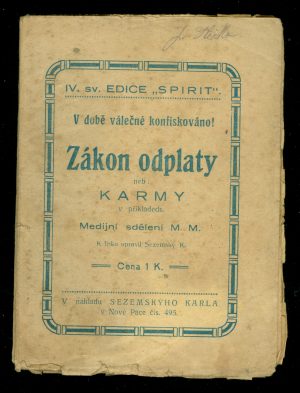 IV. sv. EDICE „SPIRIT".
V době válečné konfiskováno!
Zákon odplaty
neb
KARMY
v příkladech.
Medijní sdělení M. M.
K tisku upravil Sezemský K.
Cena 1 K.
V nákladu SEZEMSKÝHO KARLA
v Nové Pace čís. 495.